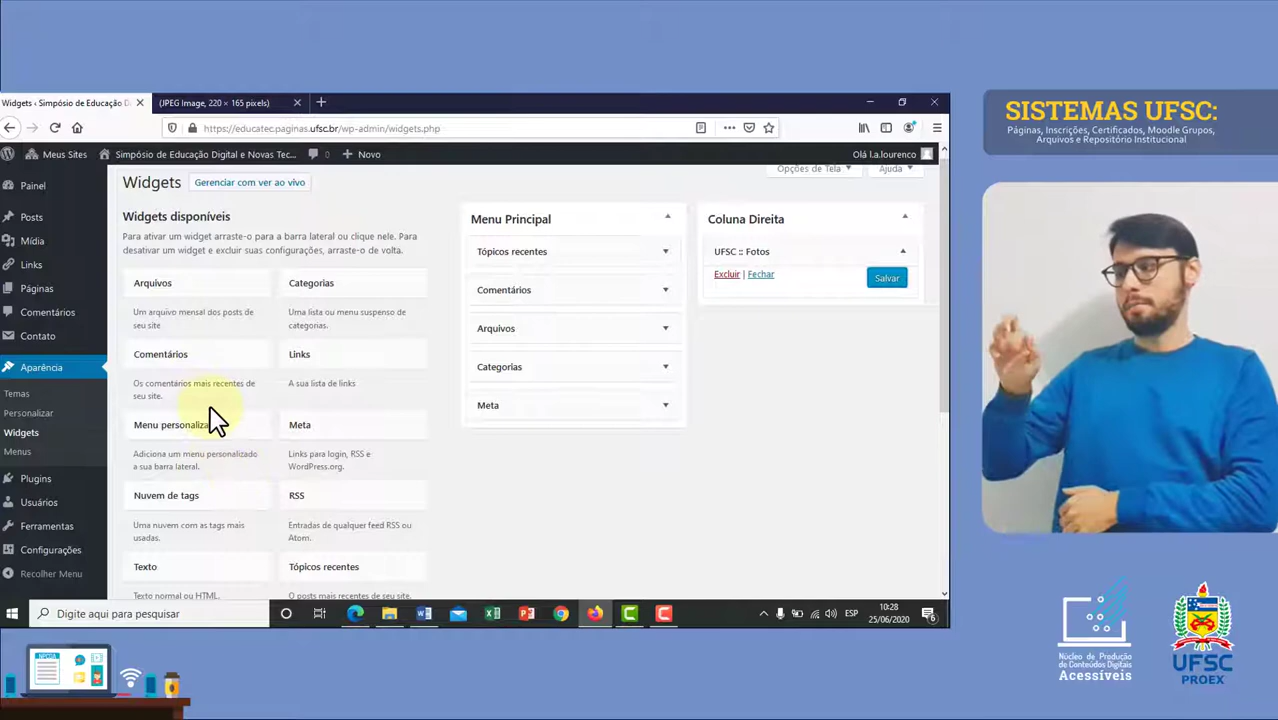 Widgets ‹ Simpósio de Educação D
(JPEG Image, 220 × 165 pixels)
https://educatec.paginas.ufsc.br/wp-admin/widgets.php
Meus Sites
Simpósio de Educação Digital e Novas Tec...
0
Novo
Olá l.a.lourenco
Painel
Posts
Mídia
Links
Páginas
Comentários
Contato
Aparência
Temas
Personalizar
Widgets
Menus
Plugins
Usuários
Ferramentas
Configurações
Recolher Menu
Widgets
Gerenciar com ver ao vivo
Opções de Tela
Ajuda
Widgets disponíveis
Para ativar um widget arraste-o para a barra lateral ou clique nele. Para
desativar um widget e excluir suas configurações, arraste-o de volta.
Arquivos
Um arquivo mensal dos posts de
seu site
Categorias
Uma lista ou menu suspenso de
categorias.
Comentários
Os comentários mais recentes de
seu site.
Links
A sua lista de links
Menu personaliza
Adiciona um menu personalizado
a sua barra lateral.
Meta
Links para login, RSS e
WordPress.org.
Nuvem de tags
Uma nuvem com as tags mais
usadas.
RSS
Entradas de qualquer feed RSS ou
Atom.
Texto
Texto normal ou HTML.
Tópicos recentes
O posts mais recentes de seu site.
Menu Principal
Tópicos recentes
Comentários
Arquivos
Categorias
Meta
Coluna Direita
UFSC :: Fotos
Excluir | Fechar
Salvar
Digite aqui para pesquisar
ESP
10:28
25/06/2020
6
SISTEMAS UFSC:
Páginas, Inscrições, Certificados, Moodle Grupos,
Arquivos e Repositório Institucional
Núcleo de Produção
de Conteúdos Digitais
Acessíveis
UFSC
PROEX